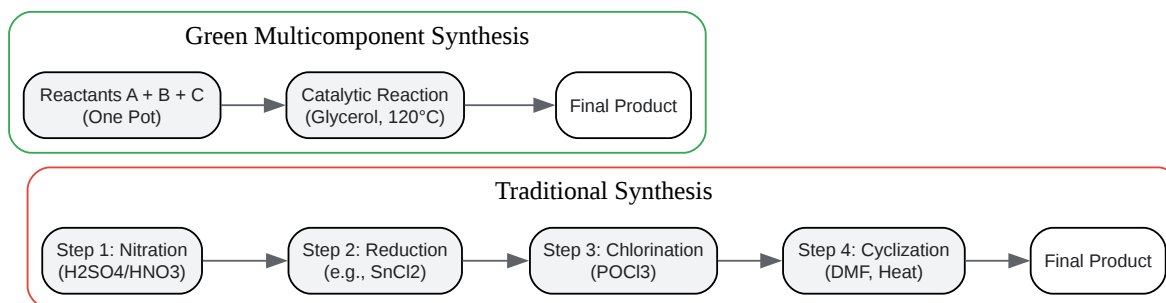 Green Multicomponent Synthesis
Reactants A + B + C
(One Pot)
Catalytic Reaction
(Glycerol, 120°C)
Final Product
Traditional Synthesis
Step 1: Nitration
(H2SO4/HNO3)
Step 2: Reduction
(e.g., SnCl2)
Step 3: Chlorination
(POCl3)
Step 4: Cyclization
(DMF, Heat)
Final Product